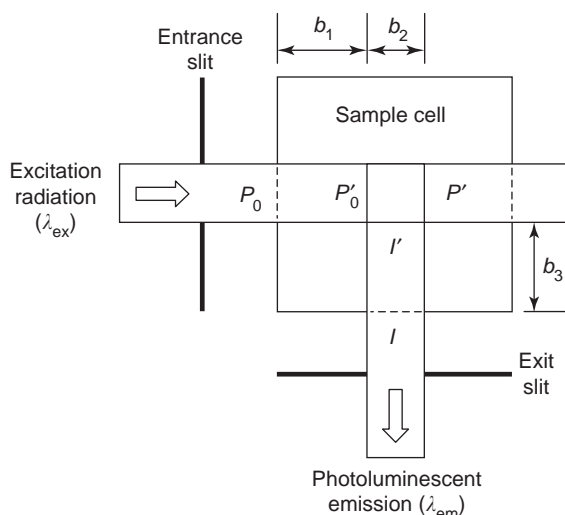 b1
b2
Entrance
slit
Sample cell
Excitation
radiation
(λex)
P0
P′0
P′
I′
b3
I
Exit
slit
Photoluminescent
emission (λem)